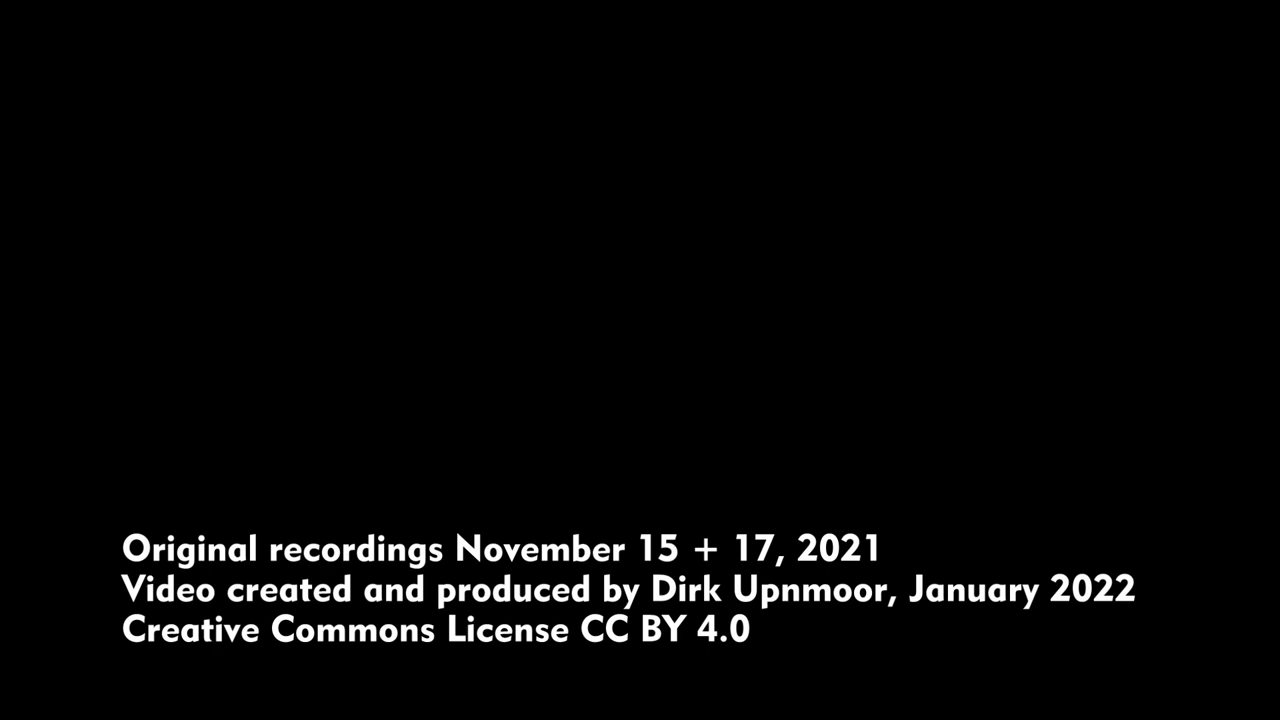 Original recordings November 15 + 17, 2021
Video created and produced by Dirk Upnmoor, January 2022
Creative Commons License CC BY 4.0